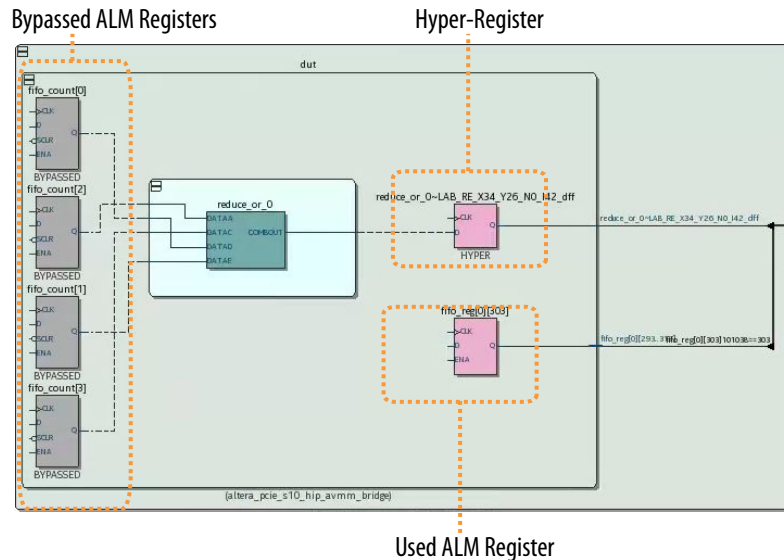 Bypassed ALM Registers
Hyper-Register
dut
fifo_count[0]
CLK
D
SCLR
ENA
Q
BYPASSED
fifo_count[2]
CLK
D
SCLR
ENA
Q
BYPASSED
fifo_count[1]
CLK
D
SCLR
ENA
Q
BYPASSED
fifo_count[3]
CLK
D
SCLR
ENA
Q
BYPASSED
reduce_or_0
DATAA
DATAC
DATAD
DATAE
COMBOUT
reduce_or_0~LAB_RE_X34_Y26_N0_I42_dff
CLK
D
Q
HYPER
reduce_or_0~LAB_RE_X34_Y26_N0_I42_dff
fifo_reg[0][303]
CLK
D
ENA
Q
(altera_pcie_s10_hip_avmm_bridge)
Used ALM Register